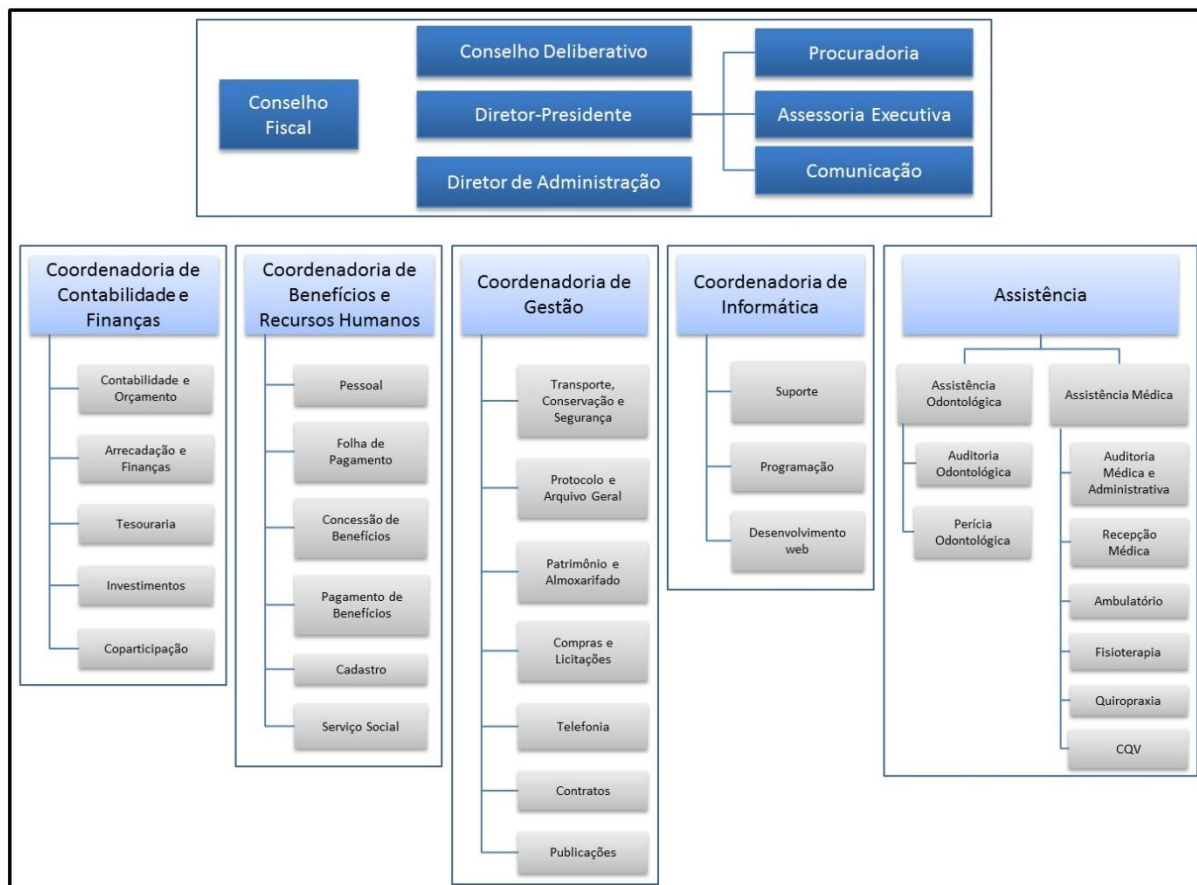 Conselho
Fiscal
Conselho Deliberativo
Diretor-Presidente
Diretor de Administração
Procuradoria
Assessoria Executiva
Comunicação
Coordenadoria de
Contabilidade e
Finanças
Contabilidade e
Orçamento
Arrecadação e
Finanças
Tesouraria
Investimentos
Coparticipação
Coordenadoria de
Benefícios e
Recursos Humanos
Pessoal
Folha de
Pagamento
Concessão de
Benefícios
Pagamento de
Benefícios
Cadastro
Serviço Social
Coordenadoria de
Gestão
Transporte,
Conservação e
Segurança
Protocolo e
Arquivo Geral
Patrimônio e
Almoxarifado
Compras e
Licitações
Telefonia
Contratos
Publicações
Coordenadoria de
Informática
Suporte
Programação
Desenvolvimento
web
Assistência
Assistência
Odontológica
Auditoria
Odontológica
Perícia
Odontológica
Assistência Médica
Auditoria
Médica e
Administrativa
Recepção
Médica
Ambulatório
Fisioterapia
Quiropraxia
CQV